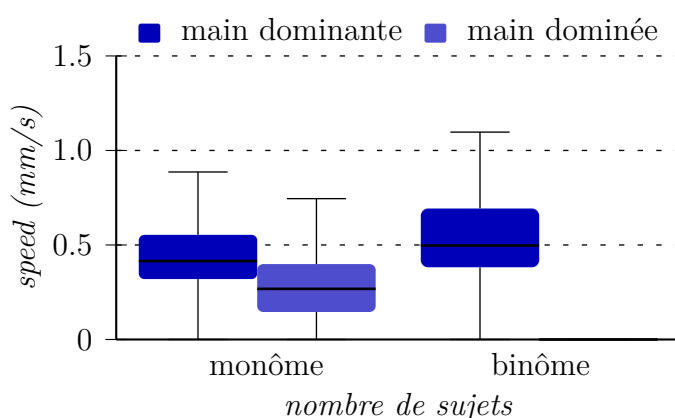 main dominante main dominée
1.5
1.0
0.5
0
speed (mm/s)
monôme binôme
nombre de sujets